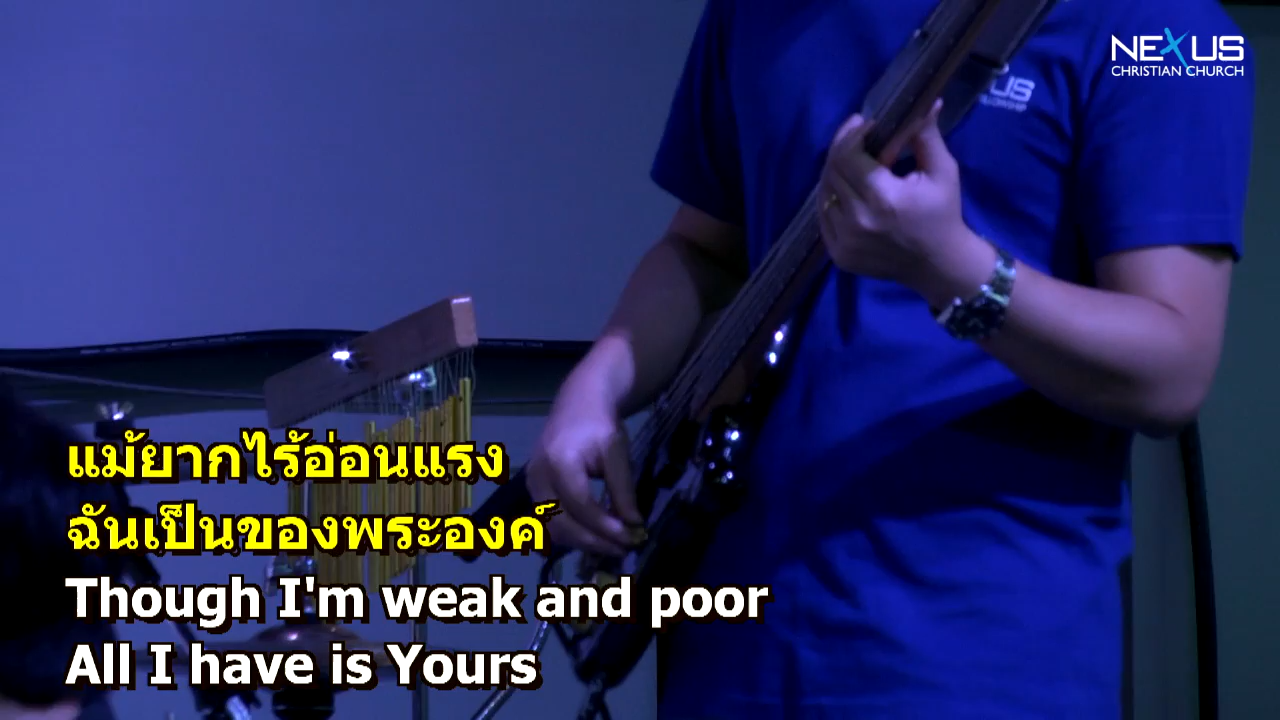 NEXUS
CHRISTIAN CHURCH
US
แม้ยากไร้อ่อนแรง
ฉันเป็นของพระองค์
Though I'm weak and poor
All I have is Yours